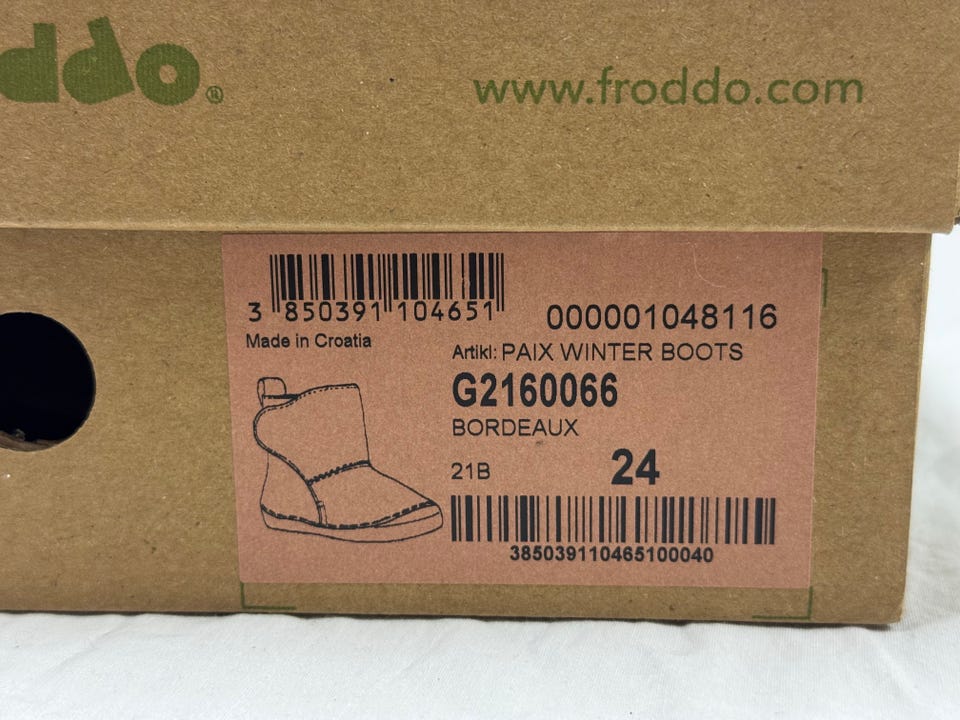 ddo®
www.froddo.com
3 850391 104651
000001048116
Made in Croatia
Artikl: PAIX WINTER BOOTS
G2160066
BORDEAUX
21B 24
385039110465100040